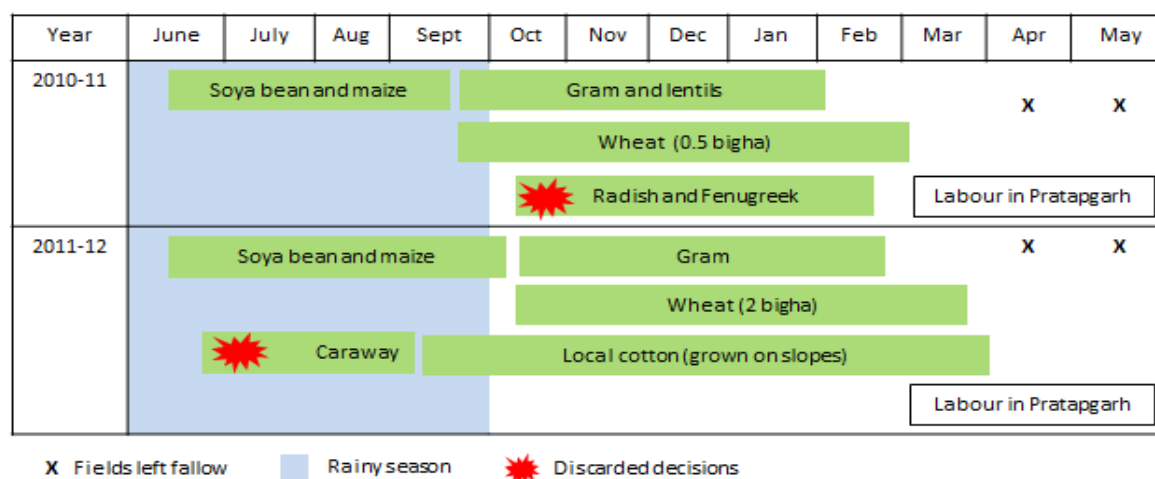 Year June July Aug Sept Oct Nov Dec Jan Feb Mar Apr May
2010-11 Soya bean and maize Gram and lentils
X X
Wheat (0.5 bigha)
Radish and Fenugreek Labour in Pratapgarh
2011-12 Soya bean and maize Gram X X
Wheat (2 bigha)
Caraway Local cotton (grown on slopes)
Labour in Pratapgarh
X Fields left fallow Rainy season Discarded decisions